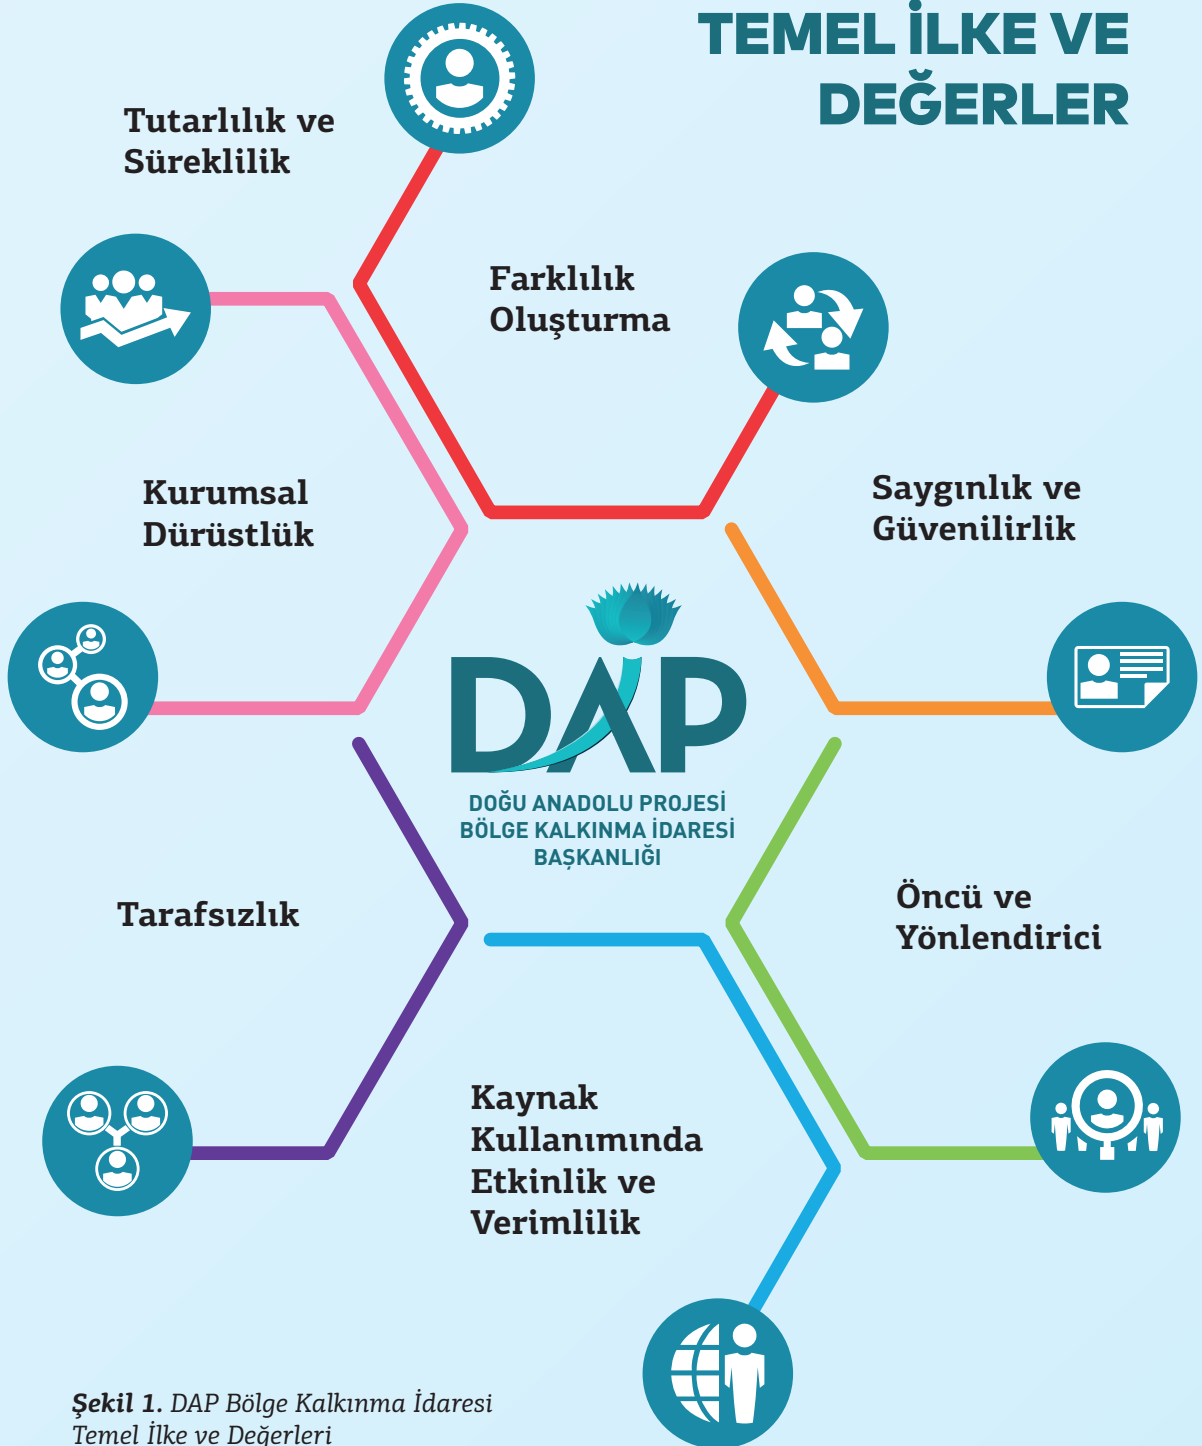 TEMEL İLKE VE
DEĞERLER
Tutarlılık ve
Süreklilik
Farklılık
Oluşturma
Kurumsal
Dürüstlük
Saygınlık ve
Güvenilirlik
DAP
DOĞU ANADOLU PROJESİ
BÖLGE KALKINMA İDARESİ
BAŞKANLIĞI
Tarafsızlık
Öncü ve
Yönlendirici
Kaynak
Kullanımında
Etkinlik ve
Verimlilik
Şekil 1. DAP Bölge Kalkınma İdaresi
Temel İlke ve Değerleri